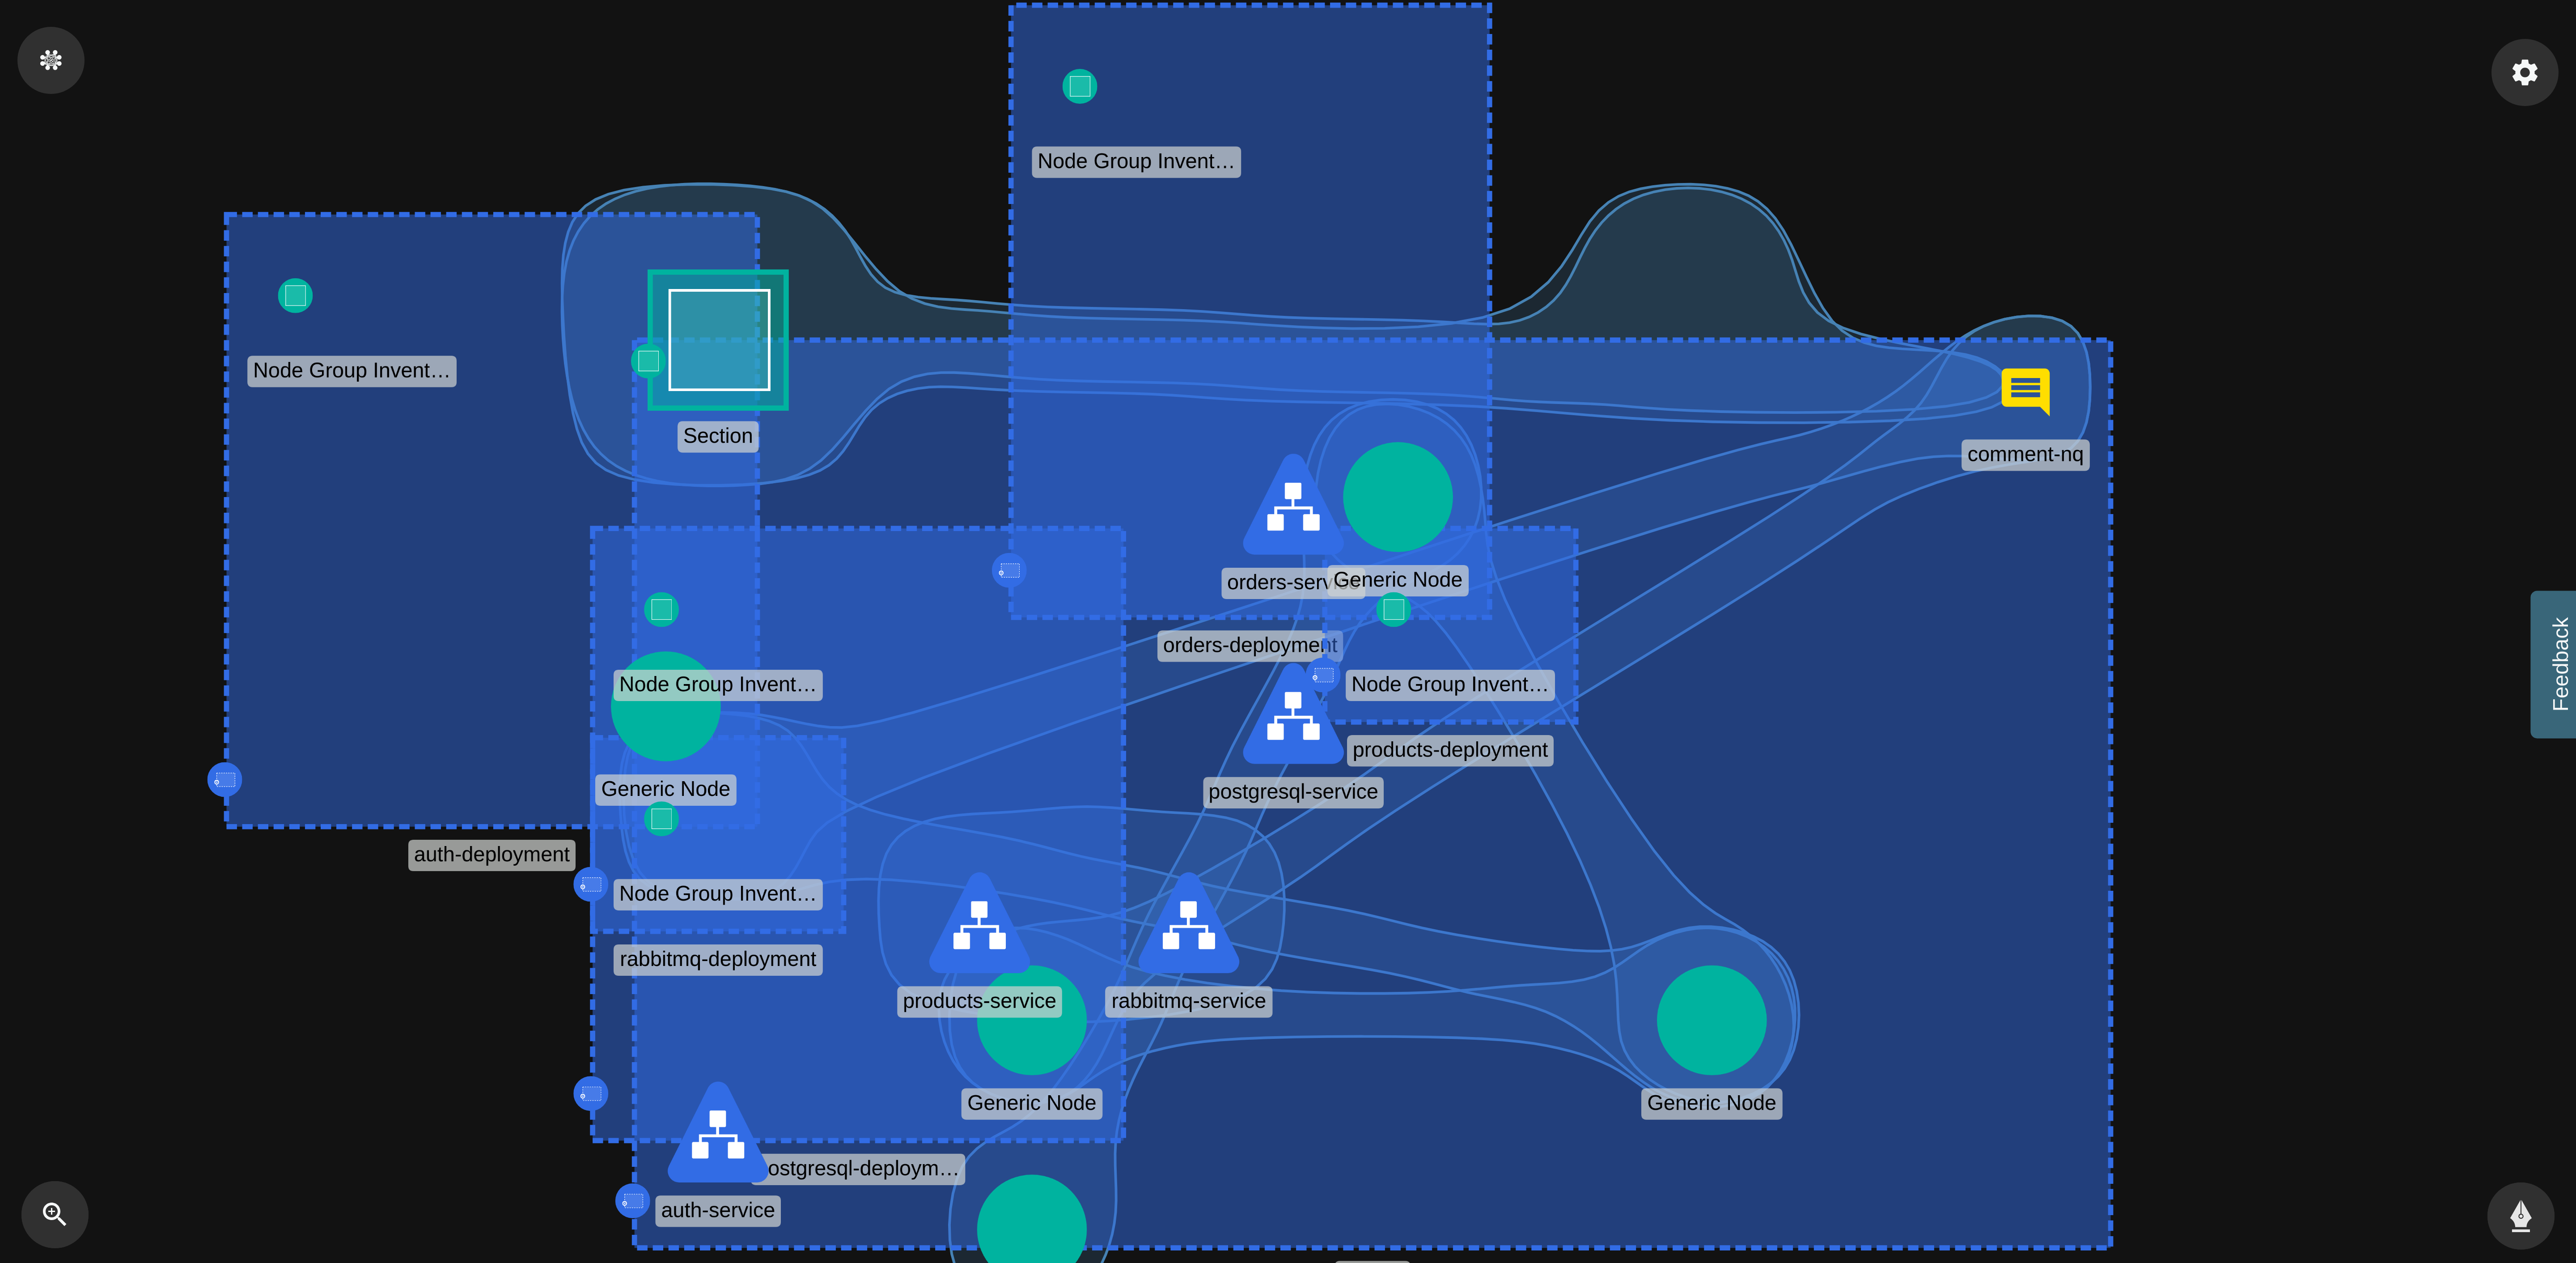 Node Group Invent…
Node Group Invent…
Section
comment-nq
orders-serv
Generic Node
orders-deployment
Node Group Invent…
Node Group Invent…
products-deployment
Generic Node
postgresql-service
auth-deployment
Node Group Invent…
rabbitmq-deployment
products-service
rabbitmq-service
Generic Node
Generic Node
ostgresql-deploym…
auth-service
Feedback